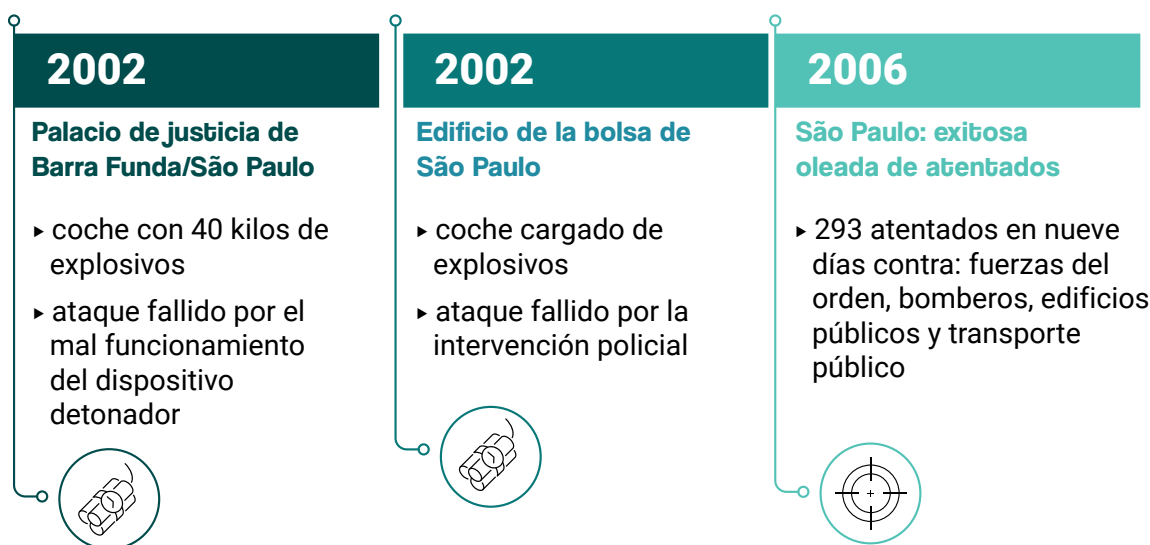 2002
Palacio de justicia de
Barra Funda/São Paulo
▸ coche con 40 kilos de
explosivos
▸ ataque fallido por el
mal funcionamiento
del dispositivo
detonador
2002
Edificio de la bolsa de
São Paulo
▸ coche cargado de
explosivos
▸ ataque fallido por la
intervención policial
2006
São Paulo: exitosa
oleada de atentados
▸ 293 atentados en nueve
días contra: fuerzas del
orden, bomberos, edificios
públicos y transporte
público